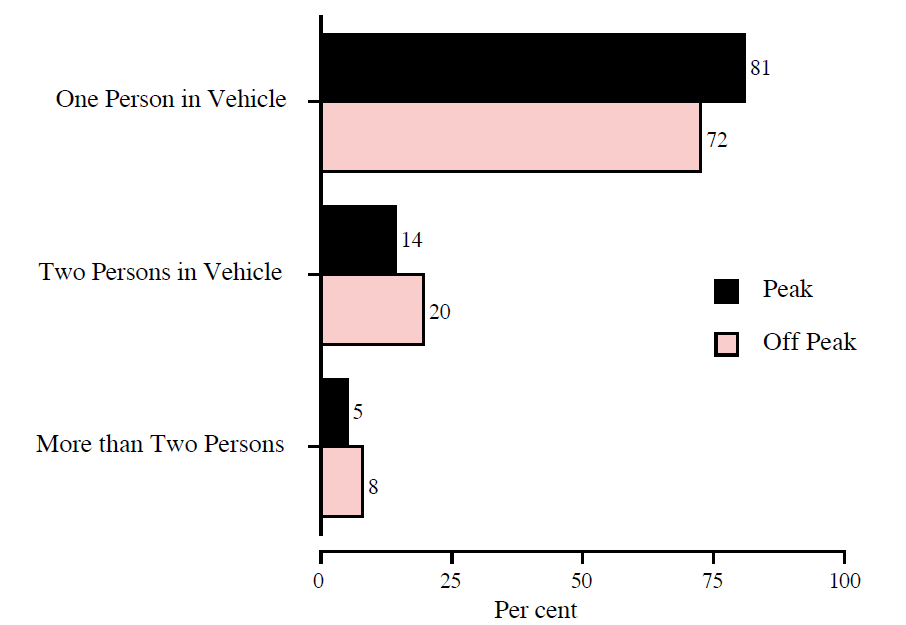 81
One Person in Vehicle
72
14
Two Persons in Vehicle
20
Peak
Off Peak
5
More than Two Persons
8
0 25 50 75 100
Per cent